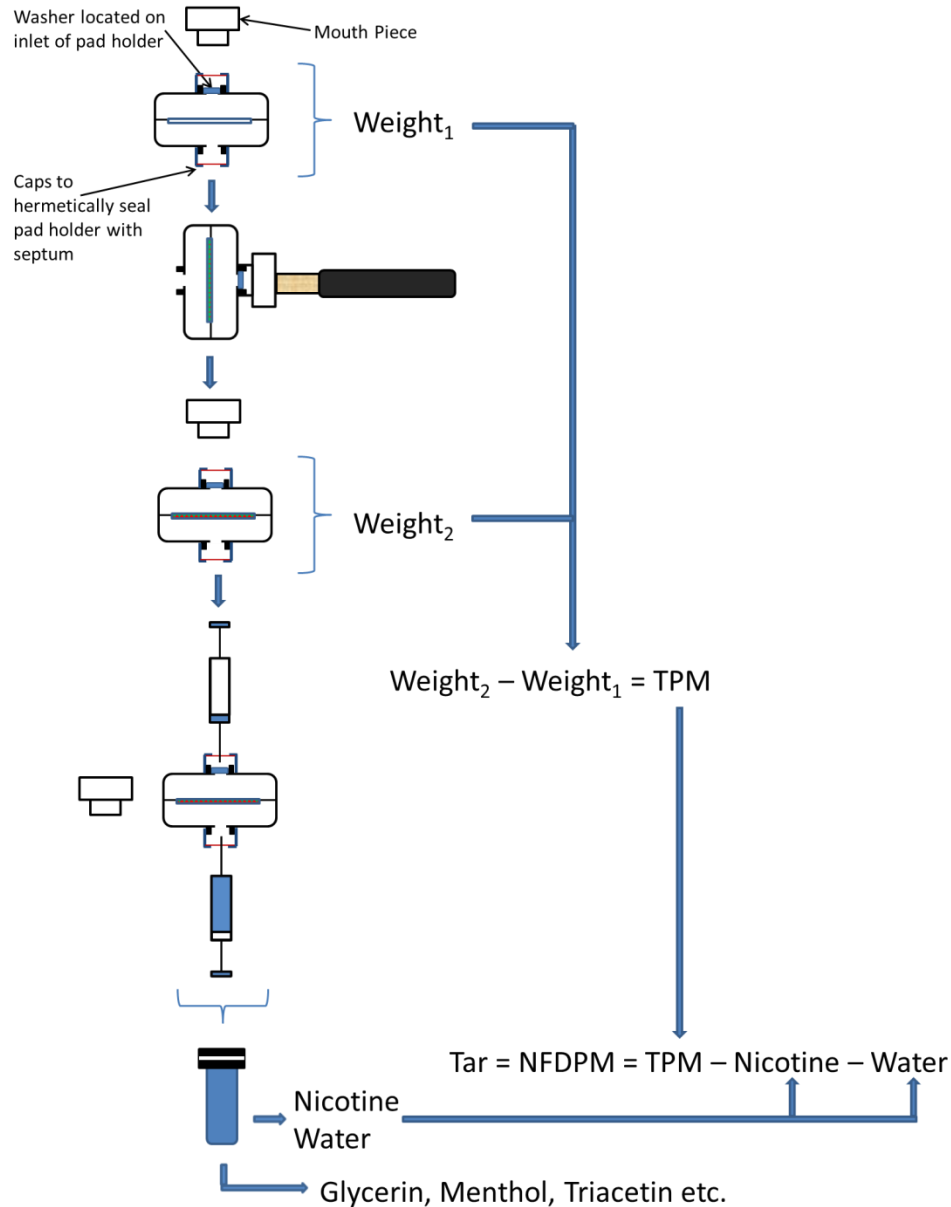 Washer located on
inlet of pad holder
Mouth Piece
Weight₁
Caps to
hermetically seal
pad holder with
septum
Weight₂
Weight₂ – Weight₁ = TPM
Tar = NFDPM = TPM – Nicotine – Water
Nicotine
Water
Glycerin, Menthol, Triacetin etc.